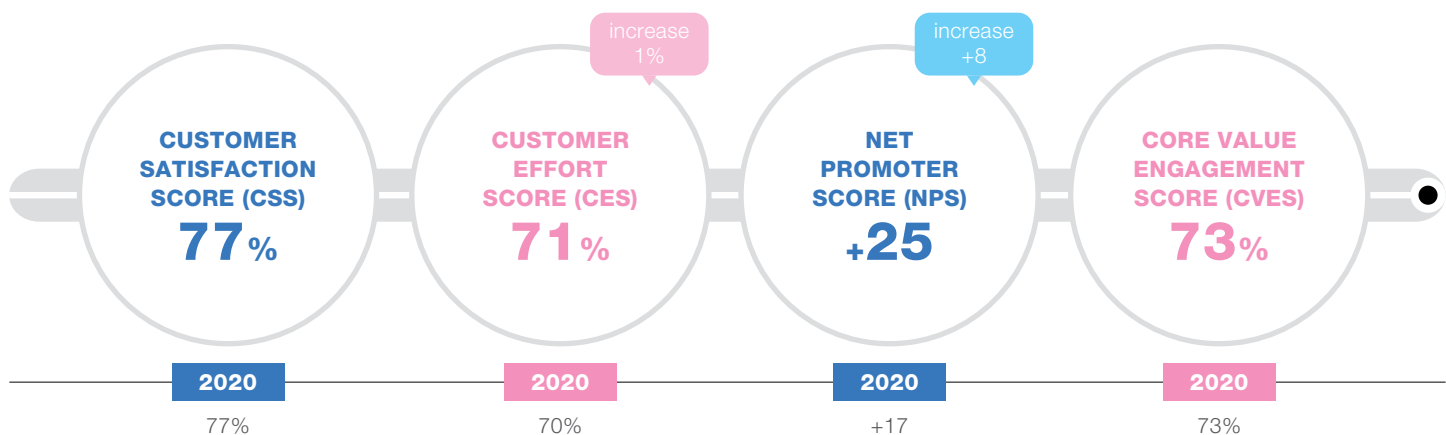 increase
1%
increase
+8
CUSTOMER
SATISFACTION
SCORE (CSS)
77%
CUSTOMER
EFFORT
SCORE (CES)
71%
NET
PROMOTER
SCORE (NPS)
+25
CORE VALUE
ENGAGEMENT
SCORE (CVES)
73%
2020
2020
2020
2020
77%
70%
+17
73%